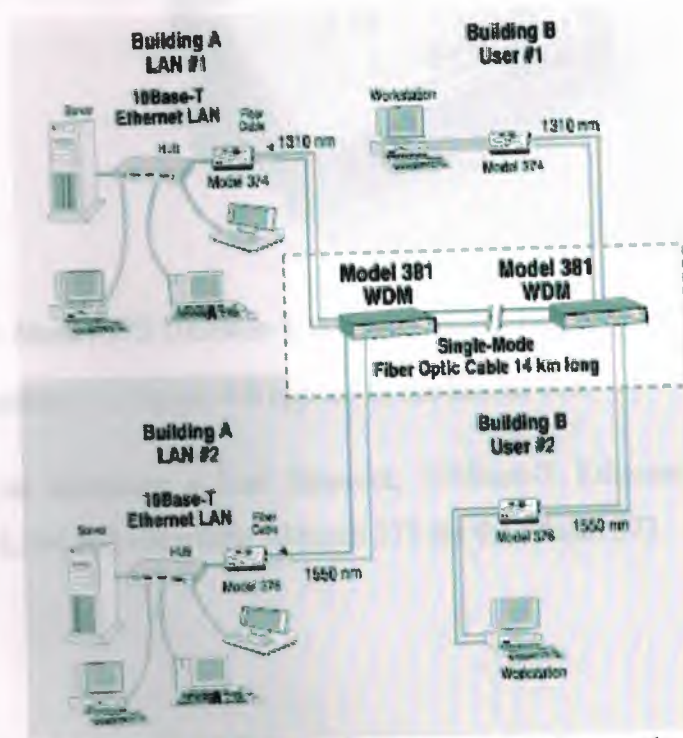 Building A
LAN #1
10Base-T
Ethernet LAN
Server
Fiber
Cable
HUB
1310 nm
Model 374
Building B
User #1
Workstation
1310 nm
Model 374
Model 381
WDM
Model 381
WDM
Single-Mode
Fiber Optic Cable 14 km long
Building A
LAN #2
10Base-T
Ethernet LAN
Server
Fiber
Cable
HUB
Model 376
1550 nm
Building B
User #2
Model 376
1550 nm
Workstation